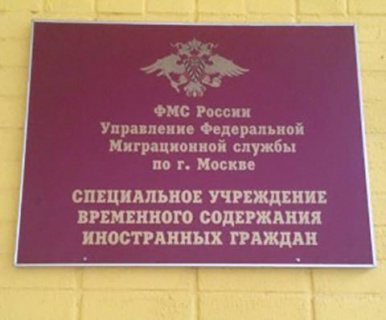 ФМС России
Управление Федеральной
Миграционной службы
по г. Москве
СПЕЦИАЛЬНОЕ УЧРЕЖДЕНИЕ
ВРЕМЕННОГО СОДЕРЖАНИЯ
ИНОСТРАННЫХ ГРАЖДАН